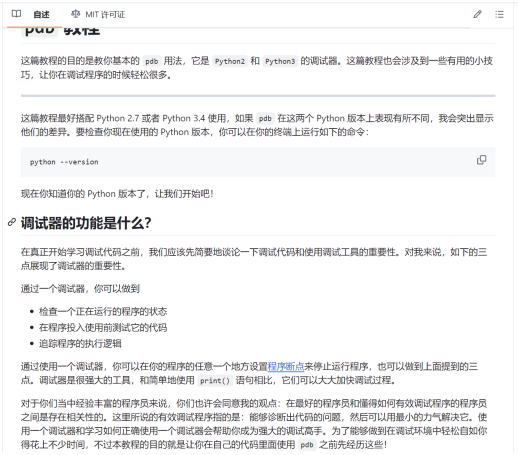 自述
MIT 许可证
pdb 教程
这篇教程的目的是教你基本的 pdb 用法，它是 Python2 和 Python3 的调试器。这篇教程也会涉及到一些有用的小技
巧，让你在调试程序的时候轻松很多。
这篇教程最好搭配 Python 2.7 或者 Python 3.4 使用，如果 pdb 在这两个 Python 版本上表现有所不同，我会突出显示
他们的差异。要检查你现在使用的 Python 版本，你可以在你的终端上运行如下的命令：
python --version
现在你知道你的 Python 版本了，让我们开始吧！
调试器的功能是什么？
在真正开始学习调试代码之前，我们应该先简要地谈论一下调试代码和使用调试工具的重要性。对我来说，如下的三
点展现了调试器的重要性。
通过一个调试器，你可以做到
• 检查一个正在运行的程序的状态
• 在程序投入使用前测试它的代码
• 追踪程序的执行逻辑
通过使用一个调试器，你可以在你的程序的任意一个地方设置程序断点来停止运行程序，也可以做到上面提到的三
点。调试器是很强大的工具，和简单地使用 print() 语句相比，它们可以大大加快调试过程。
对于你们当中经验丰富的程序员来说，你们也许会同意我的观点：在最好的程序员和懂得如何有效调试程序的程序员
之间是存在相关性的。这里所说的有效调试程序指的是：能够诊断出代码的问题，然后可以用最小的力气解决它。使
用一个调试器和学习如何正确使用一个调试器会帮助你成为强大的调试高手。为了能够做到在调试环境中轻松自如你
得花上不少时间，不过本教程的目的就是让你在自己的代码里面使用 pdb 之前先经历这些！